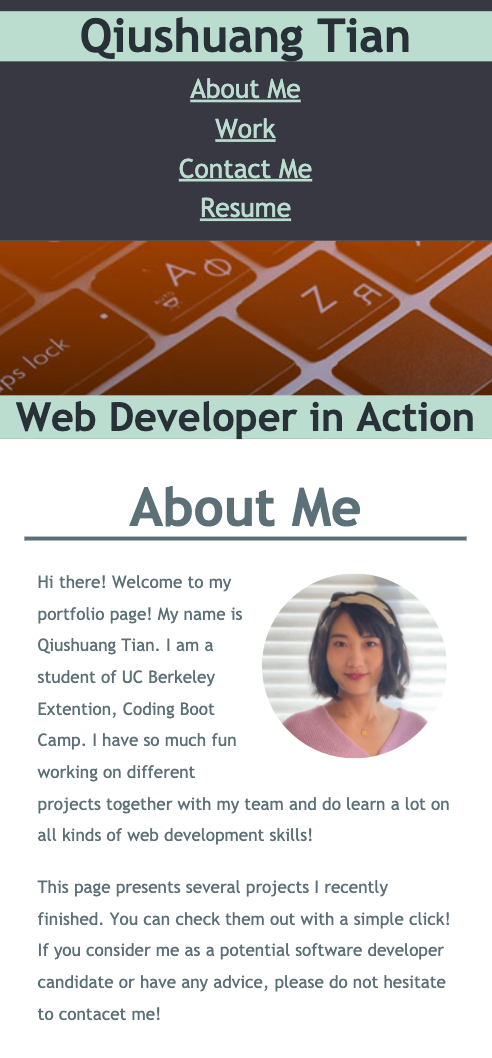 Qiushuang Tian
About Me
Work
Contact Me
Resume
A
Z Я
ps lock
Web Developer in Action
About Me
Hi there! Welcome to my
portfolio page! My name is
Qiushuang Tian. I am a
student of UC Berkeley
Extention, Coding Boot
Camp. I have so much fun
working on different
projects together with my team and do learn a lot on
all kinds of web development skills!
This page presents several projects I recently
finished. You can check them out with a simple click!
If you consider me as a potential software developer
candidate or have any advice, please do not hesitate
to contacet me!